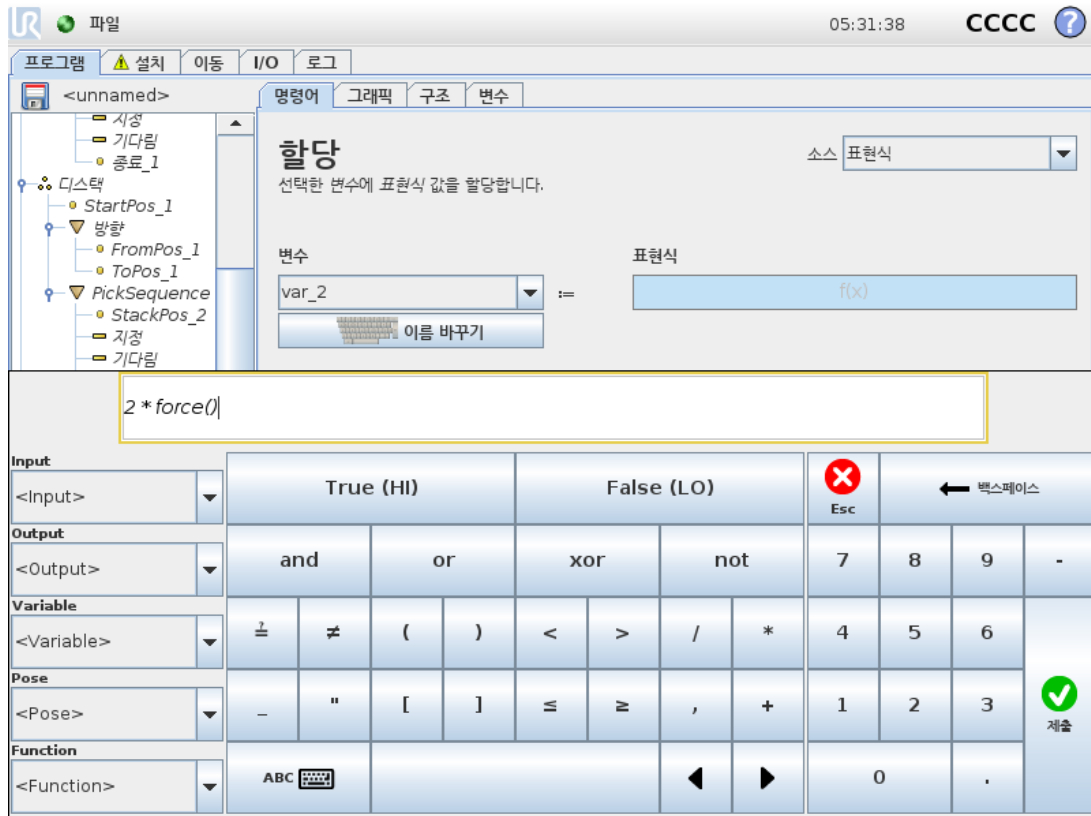 UR 파일 05:31:38 CCCC ?
프로그램 설치 이동 I/O 로그
<unnamed> 명령어 그래픽 구조 변수
지정
기다림
종료_1
디스택
StartPos_1
방향
FromPos_1
ToPos_1
PickSequence
StackPos_2
지정
기다림
할당
소스 표현식
선택한 변수에 표현식 값을 할당합니다.
변수 표현식
var_2 := f(x)
이름 바꾸기
2 * force()
Input
<Input>
Output
<Output>
Variable
<Variable>
Pose
<Pose>
Function
<Function>
True (HI) False (LO) Esc 백스페이스
and or xor not 7 8 9 -
≟ ≠ ( ) < > / * 4 5 6
_ " [ ] ≤ ≥ , + 1 2 3 제출
ABC 0 .